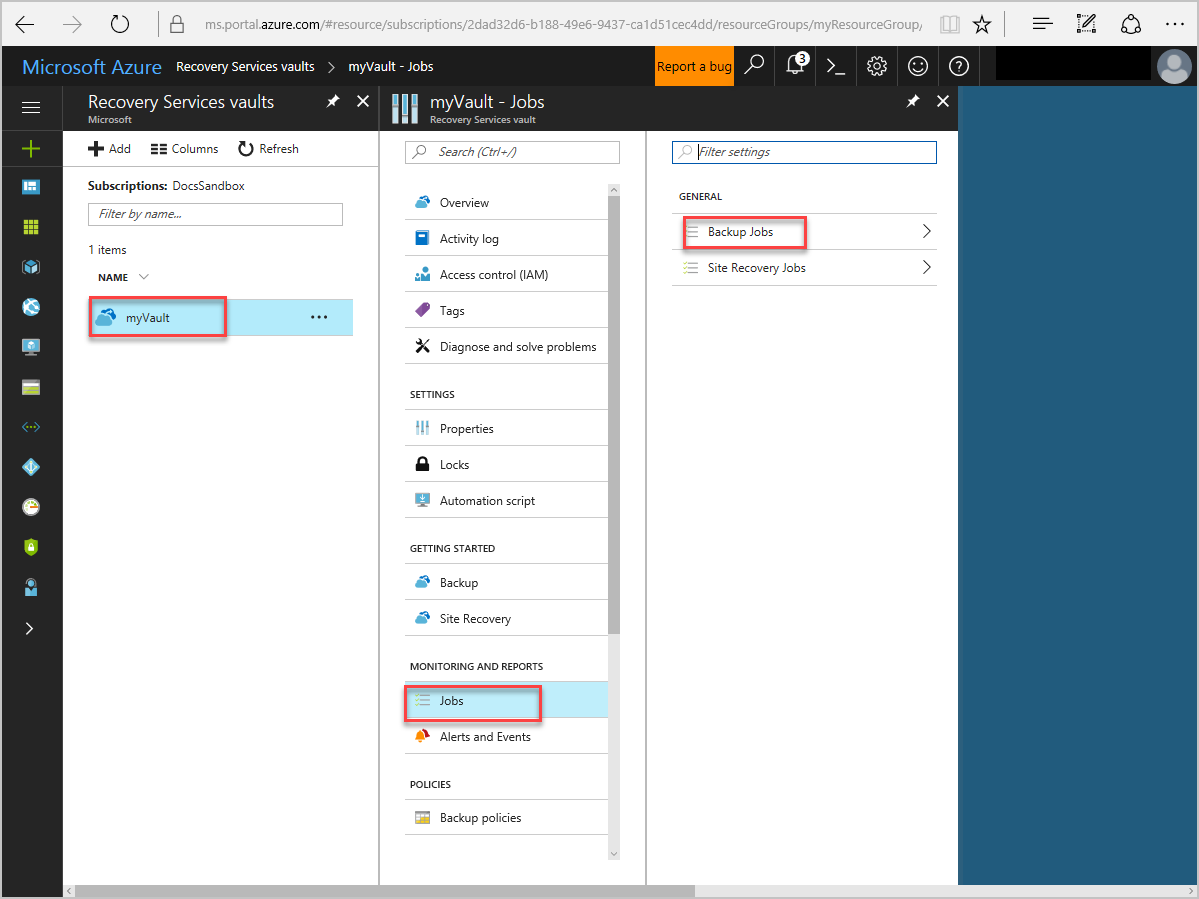 ms.portal.azure.com/#resource/subscriptions/2dad32d6-b188-49e6-9437-ca1d51cec4dd/resourceGroups/myResourceGroup/
Microsoft Azure Recovery Services vaults > myVault - Jobs Report a bug 3
Recovery Services vaults
Microsoft
Add Columns Refresh
Subscriptions: DocsSandbox
Filter by name...
1 items
NAME
myVault
myVault - Jobs
Recovery Services vault
Search (Ctrl+/)
Overview
Activity log
Access control (IAM)
Tags
Diagnose and solve problems
SETTINGS
Properties
Locks
Automation script
GETTING STARTED
Backup
Site Recovery
MONITORING AND REPORTS
Jobs
Alerts and Events
POLICIES
Backup policies
Filter settings
GENERAL
Backup Jobs
Site Recovery Jobs